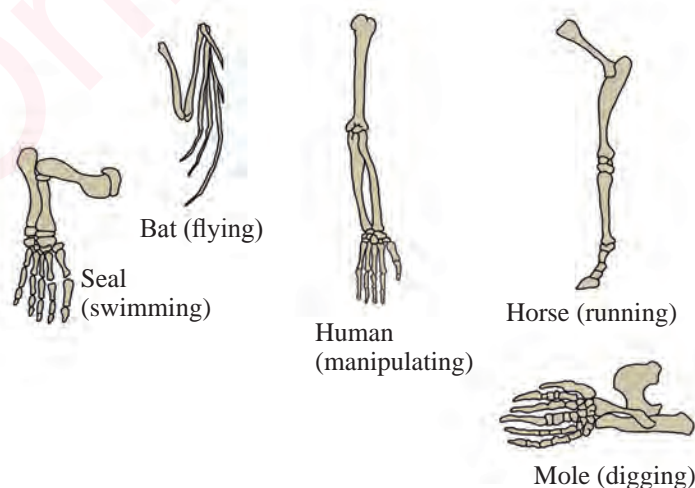 Bat (flying)
Seal
(swimming)
Human
(manipulating)
Horse (running)
Mole (digging)